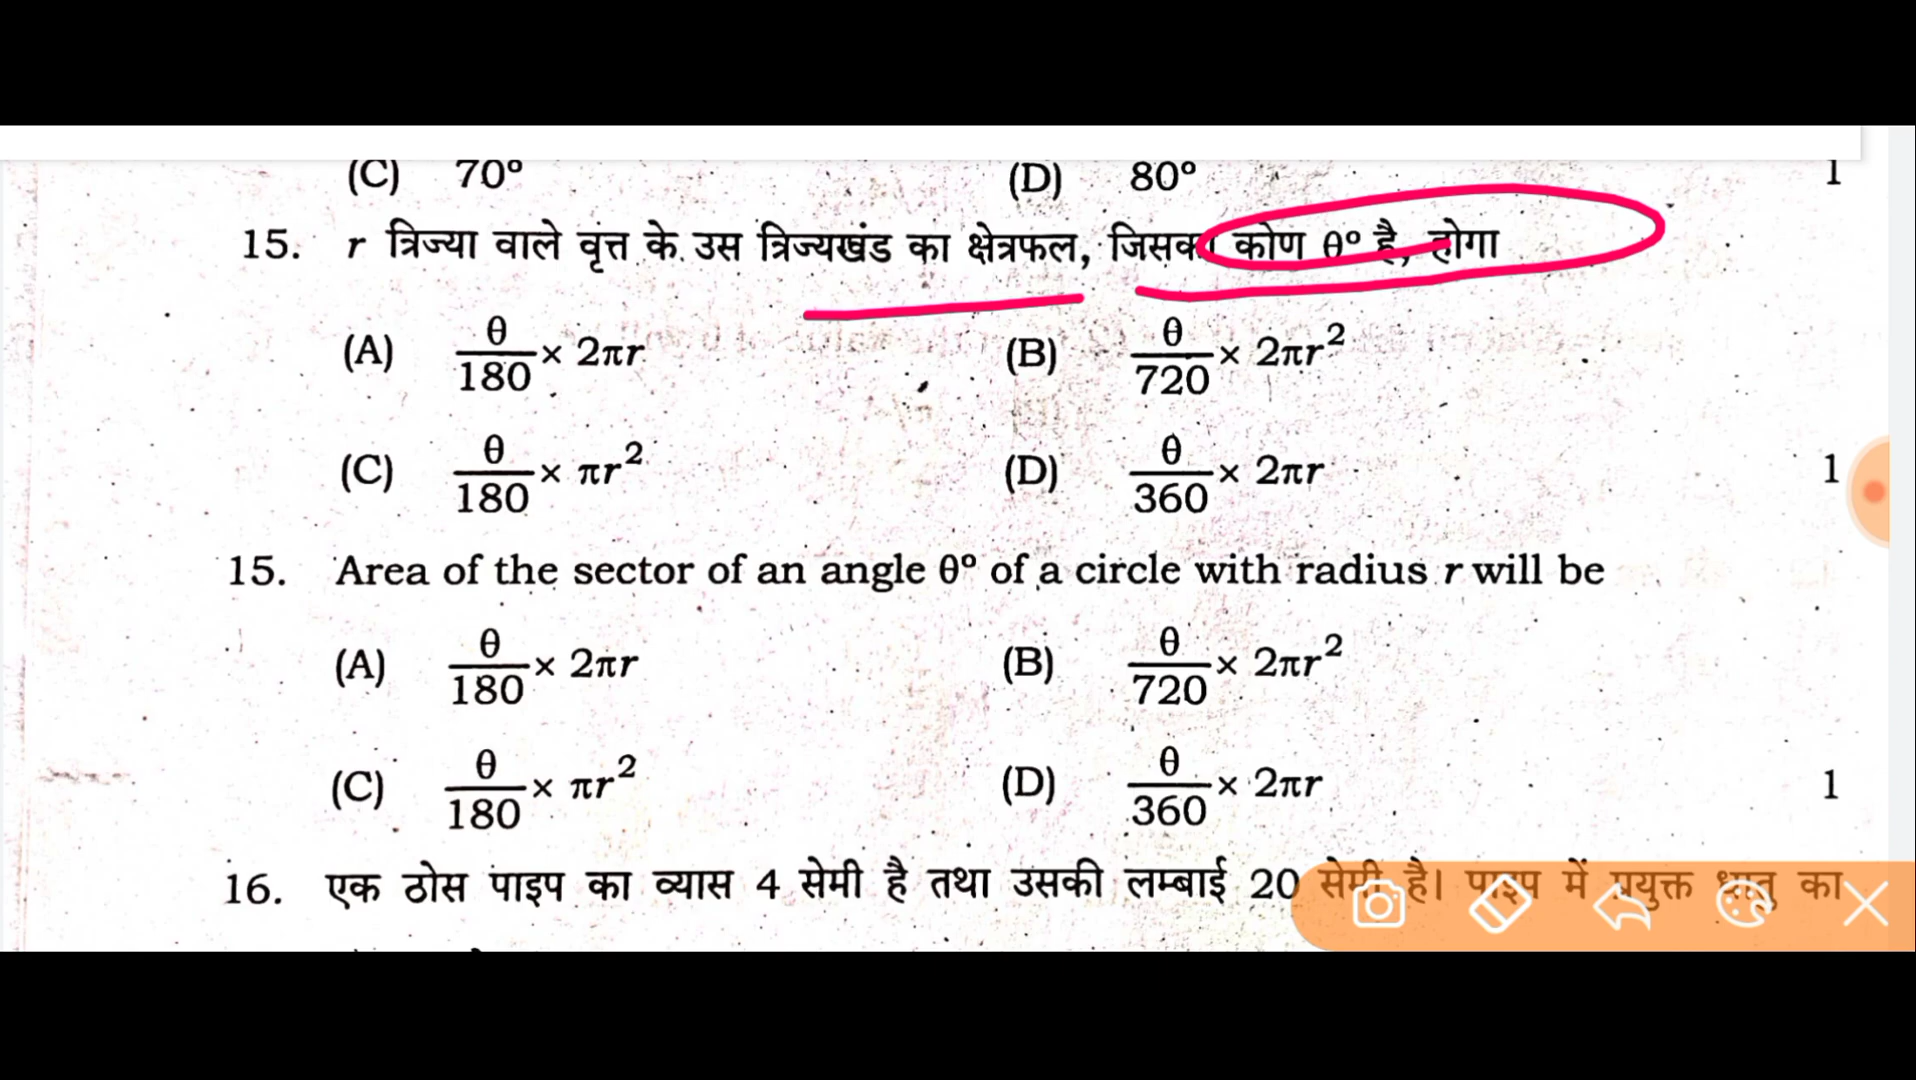 (C) 70° (D) 80° 1
15. r त्रिज्या वाले वृत्त के उस त्रिज्यखंड का क्षेत्रफल, जिसका कोण θ° है, होगा
(A) θ/180 × 2πr (B) θ/720 × 2πr²
(C) θ/180 × πr² (D) θ/360 × 2πr 1
15. Area of the sector of an angle θ° of a circle with radius r will be
(A) θ/180 × 2πr (B) θ/720 × 2πr²
(C) θ/180 × πr² (D) θ/360 × 2πr 1
16. एक ठोस पाइप का व्यास 4 सेमी है तथा उसकी लम्बाई 20 सेमी है। पाइप में प्रयुक्त धातु का